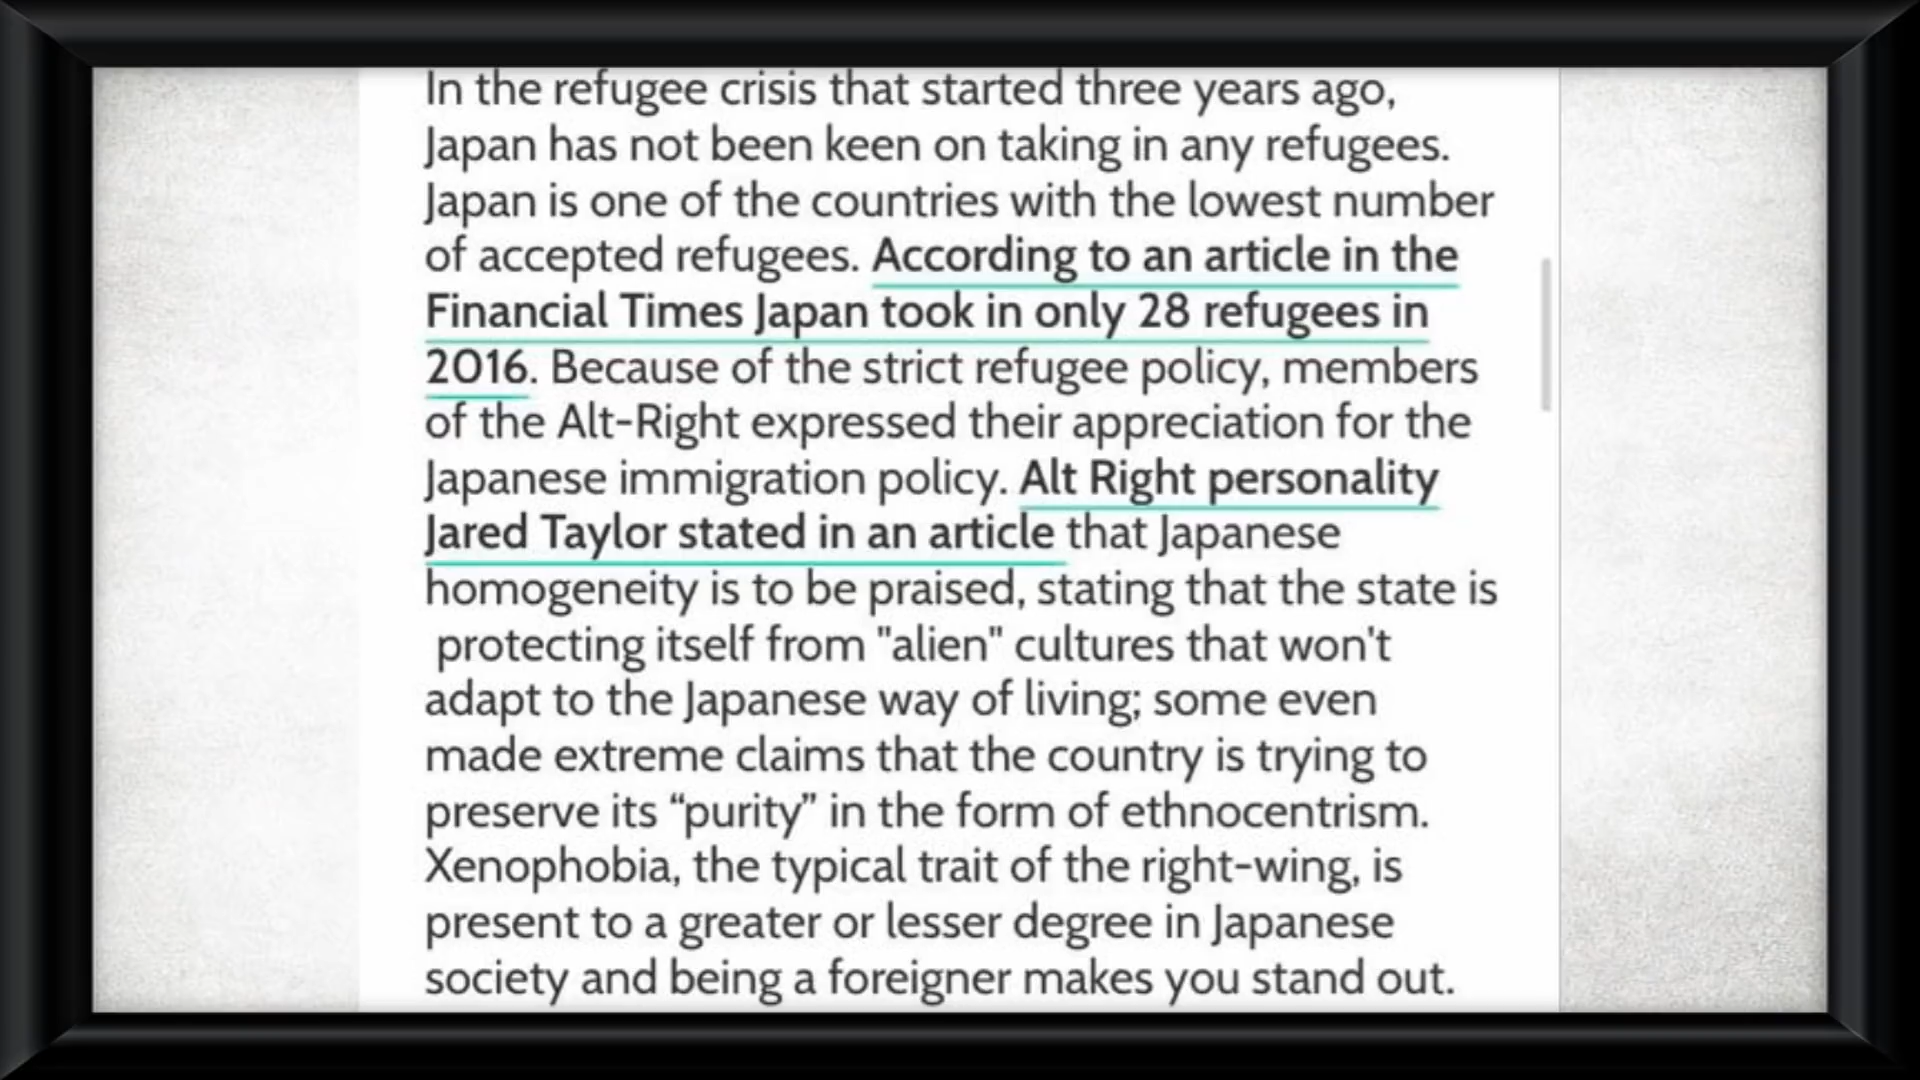 In the refugee crisis that started three years ago,
Japan has not been keen on taking in any refugees.
Japan is one of the countries with the lowest number
of accepted refugees. According to an article in the
Financial Times Japan took in only 28 refugees in
2016. Because of the strict refugee policy, members
of the Alt-Right expressed their appreciation for the
Japanese immigration policy. Alt Right personality
Jared Taylor stated in an article that Japanese
homogeneity is to be praised, stating that the state is
protecting itself from "alien" cultures that won't
adapt to the Japanese way of living; some even
made extreme claims that the country is trying to
preserve its “purity” in the form of ethnocentrism.
Xenophobia, the typical trait of the right-wing, is
present to a greater or lesser degree in Japanese
society and being a foreigner makes you stand out.